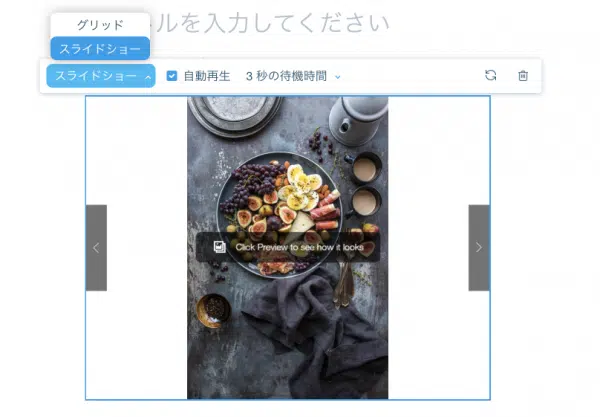 グリッド
ルを入力してください
スライドショー
スライドショー
自動再生
3 秒の待機時間
Click Preview to see how it looks